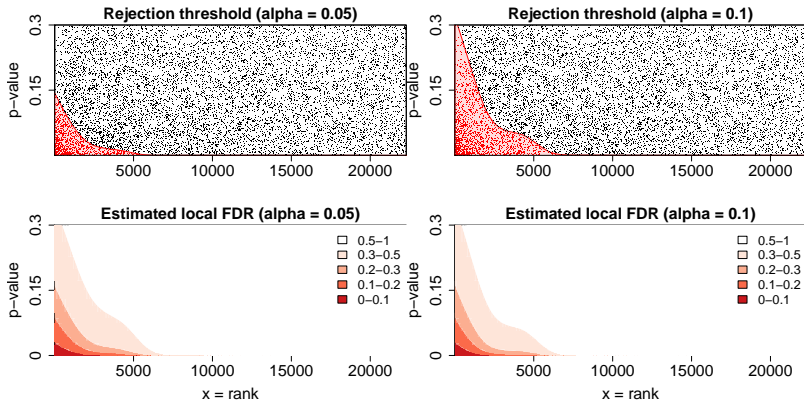 Rejection threshold (alpha = 0.05)
p−value
0.3
0.15
5000 10000 15000 20000
Rejection threshold (alpha = 0.1)
p−value
0.3
0.15
5000 10000 15000 20000
Estimated local FDR (alpha = 0.05)
p−value
0.3
0.15
0
0.5−1
0.3−0.5
0.2−0.3
0.1−0.2
0−0.1
5000 10000 15000 20000
x = rank
Estimated local FDR (alpha = 0.1)
p−value
0.3
0.15
0
0.5−1
0.3−0.5
0.2−0.3
0.1−0.2
0−0.1
5000 10000 15000 20000
x = rank